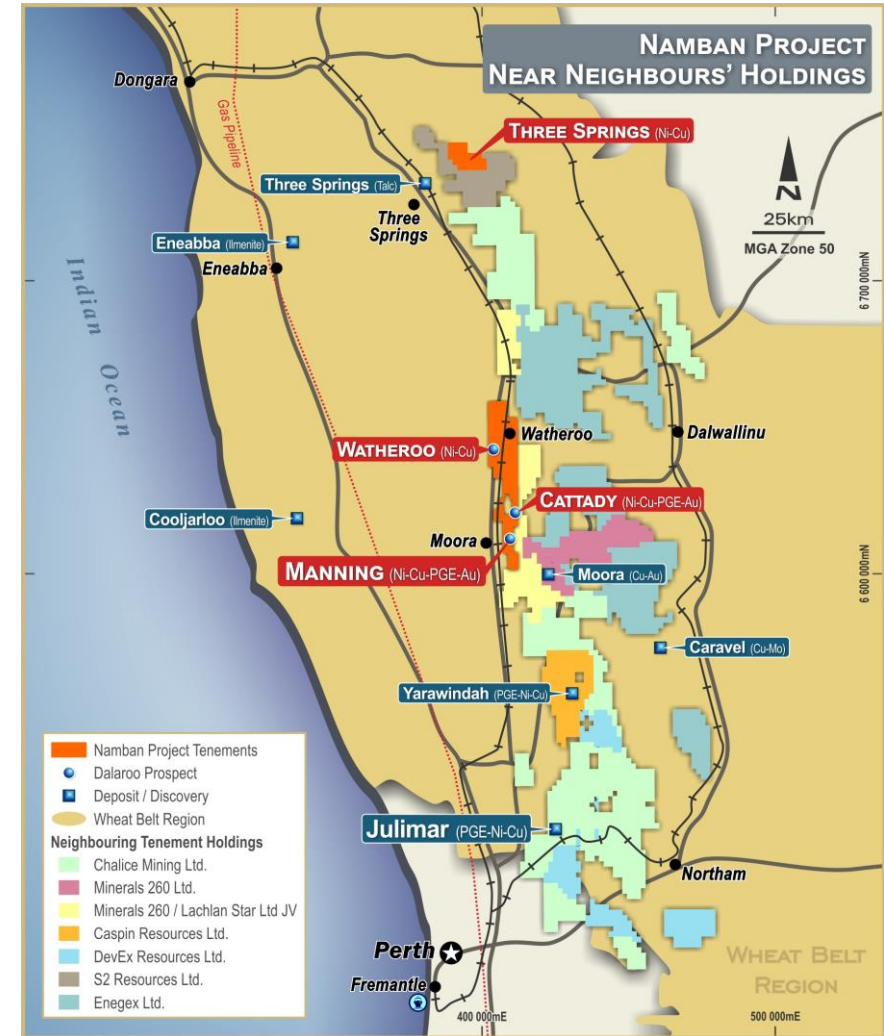 NAMBAN PROJECT
NEAR NEIGHBOURS' HOLDINGS
Dongara
Gas Pipeline
THREE SPRINGS (Ni-Cu)
N
25km
MGA Zone 50
Three Springs (Talc)
Three
Springs
Eneabba (Ilmenite)
Eneabba
6 700 000mN
Indian Ocean
Watheroo
Dalwallinu
WATHEROO (Ni-Cu)
CATTADY (Ni-Cu-PGE-Au)
Cooljarloo (Ilmenite)
Moora
MANNING (Ni-Cu-PGE-Au)
Moora (Cu-Au)
6 600 000mN
Caravel (Cu-Mo)
Yarawindah (PGE-Ni-Cu)
Namban Project Tenements
Dalaroo Prospect
Deposit / Discovery
Wheat Belt Region
Neighbouring Tenement Holdings
Chalice Mining Ltd.
Minerals 260 Ltd.
Minerals 260 / Lachlan Star Ltd JV
Caspin Resources Ltd.
DevEx Resources Ltd.
S2 Resources Ltd.
Enegex Ltd.
Julimar (PGE-Ni-Cu)
Northam
Perth
Fremantle
WHEAT BELT
REGION
400 000mE
500 000mE